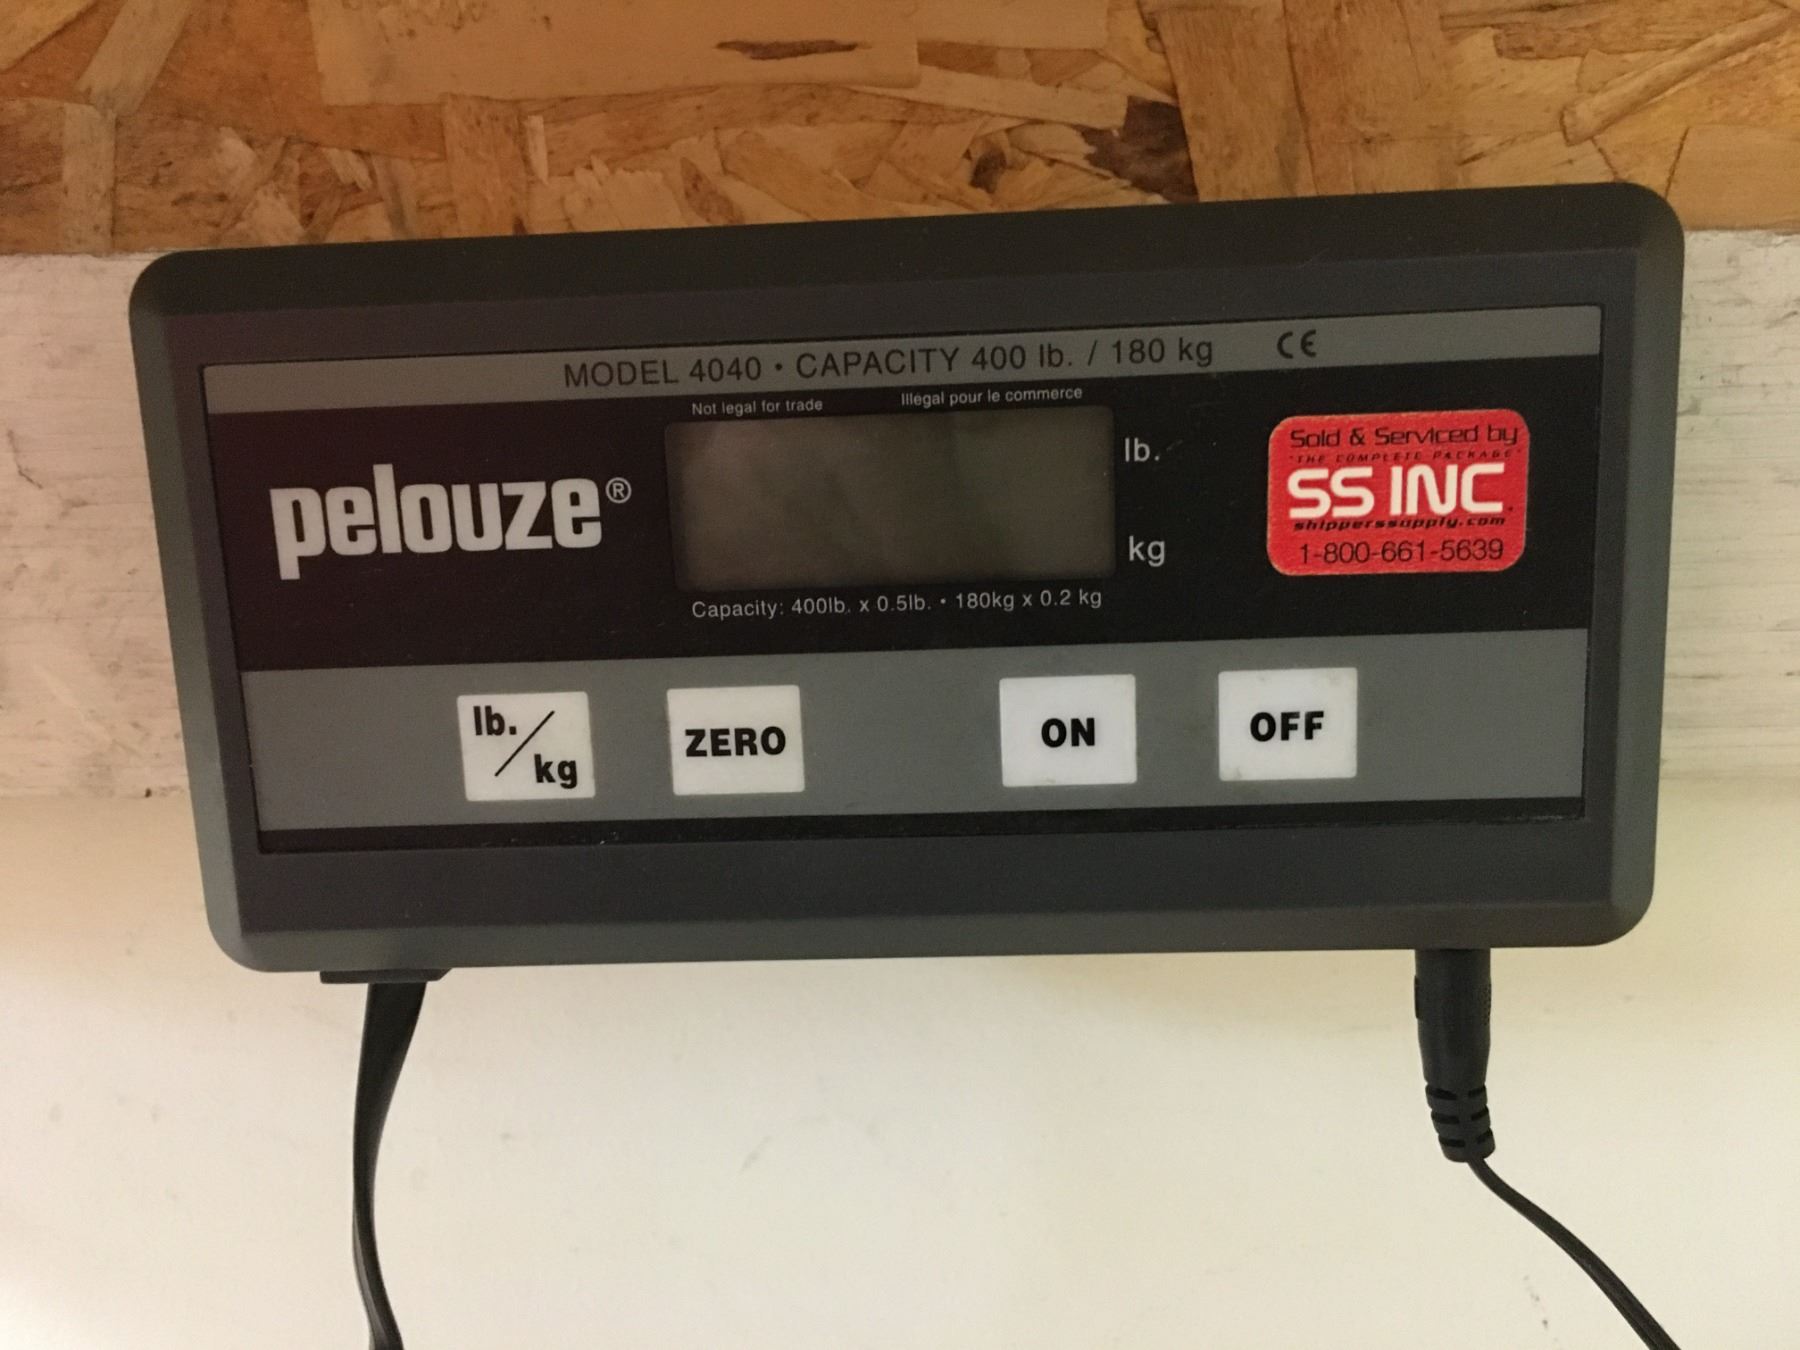 MODEL 4040 • CAPACITY 400 lb. / 180 kg CE
Not legal for trade Illegal pour le commerce
pelouze®
lb.
kg
Capacity: 400lb. x 0.5lb. • 180kg x 0.2 kg
Sold & Serviced by
"THE COMPLETE PACKAGE"
SS INC.
shipperssupply.com
1-800-661-5639
lb./kg ZERO ON OFF